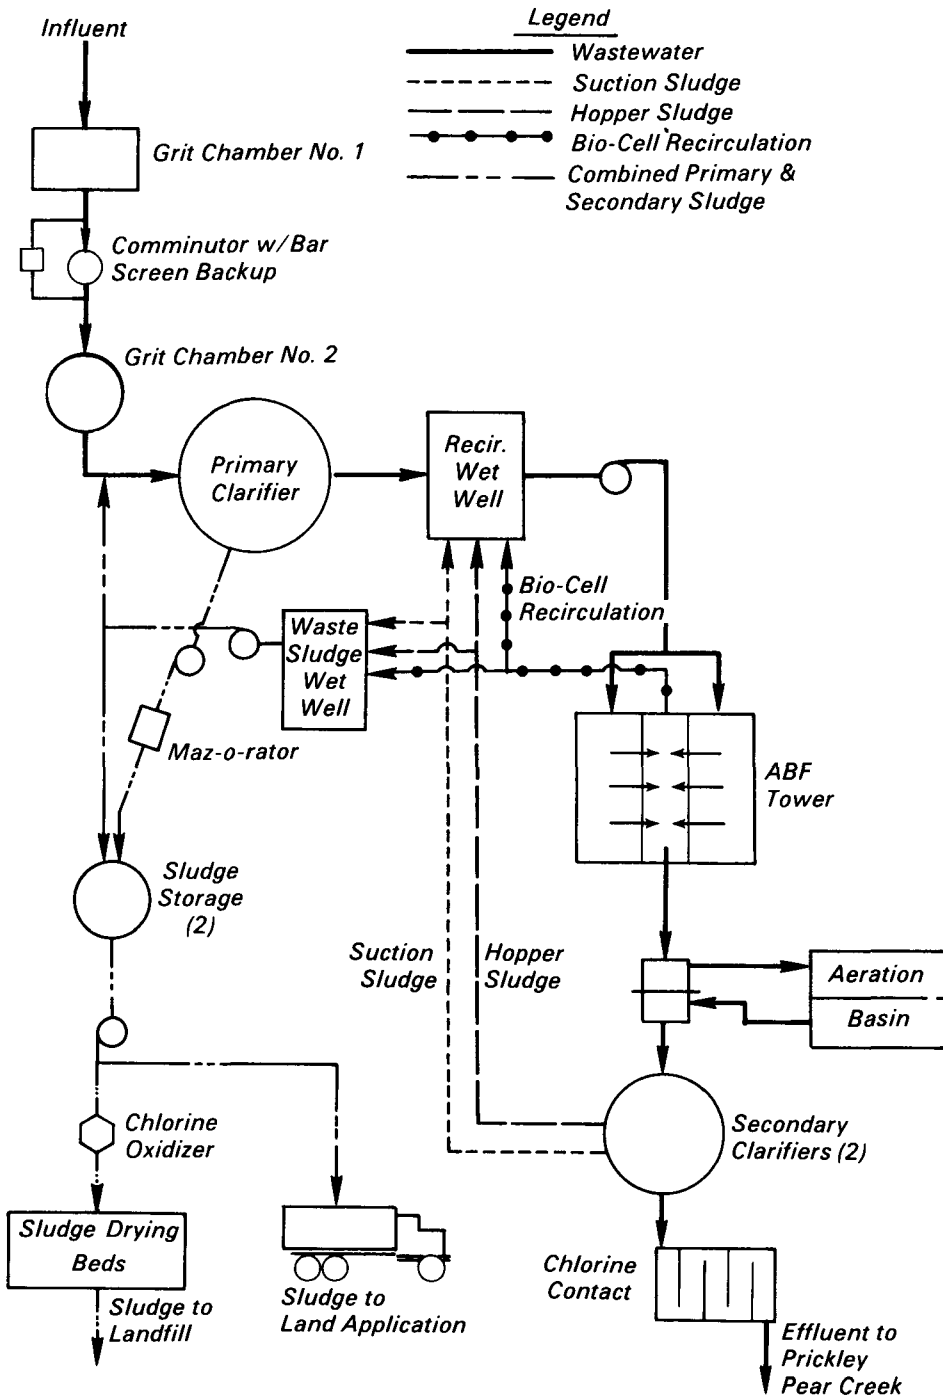 Influent
Legend
Wastewater
Suction Sludge
Hopper Sludge
Bio-Cell Recirculation
Combined Primary &
Secondary Sludge
Grit Chamber No. 1
Comminutor w/Bar
Screen Backup
Grit Chamber No. 2
Primary
Clarifier
Recir.
Wet
Well
Bio-Cell
Recirculation
Waste
Sludge
Wet
Well
Maz-o-rator
ABF
Tower
Sludge
Storage
(2)
Suction
Sludge
Hopper
Sludge
Aeration
Basin
Chlorine
Oxidizer
Secondary
Clarifiers (2)
Sludge Drying
Beds
Sludge to
Landfill
Sludge to
Land Application
Chlorine
Contact
Effluent to
Prickley
Pear Creek